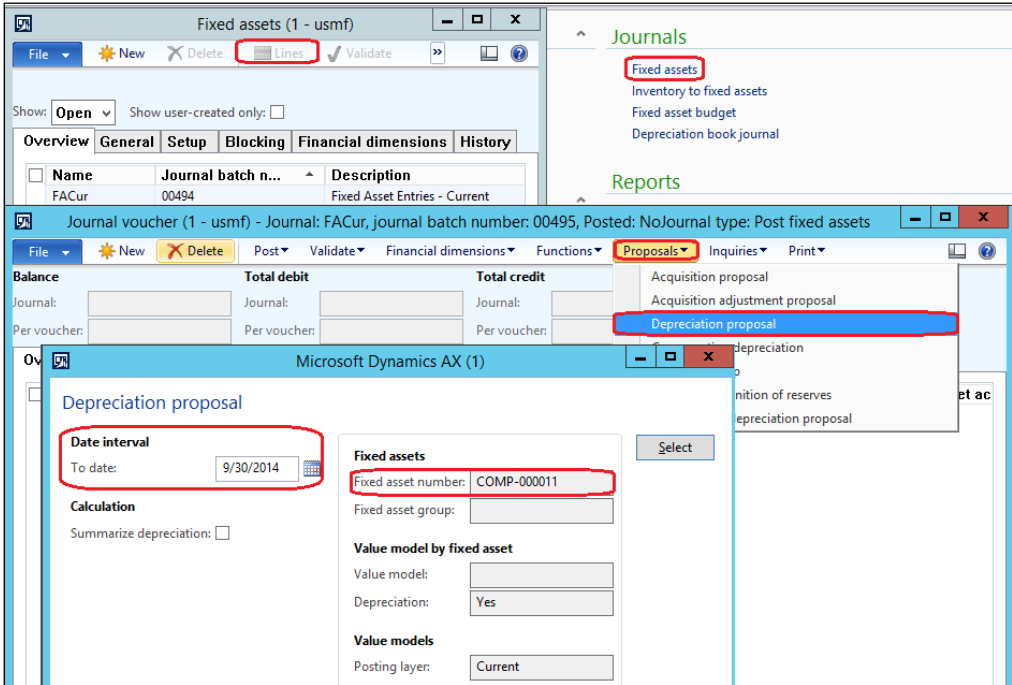 Fixed assets (1 - usmf)
File New Delete Lines Validate »
Show: Open Show user-created only:
Overview General Setup Blocking Financial dimensions History
Name Journal batch n... Description
FACur 00494 Fixed Asset Entries - Current
Journals
Fixed assets
Inventory to fixed assets
Fixed asset budget
Depreciation book journal
Reports
Journal voucher (1 - usmf) - Journal: FACur, journal batch number: 00495, Posted: NoJournal type: Post fixed assets
File New Delete Post Validate Financial dimensions Functions Proposals Inquiries Print
Balance Total debit Total credit
Journal: Journal: Journal:
Per voucher: Per voucher: Per voucher:
Acquisition proposal
Acquisition adjustment proposal
Depreciation proposal
depreciation
nition of reserves
epreciation proposal
Ov
et ac
Microsoft Dynamics AX (1)
Depreciation proposal
Date interval
To date: 9/30/2014
Calculation
Summarize depreciation:
Fixed assets
Fixed asset number: COMP-000011
Fixed asset group:
Value model by fixed asset
Value model:
Depreciation: Yes
Value models
Posting layer: Current
Select